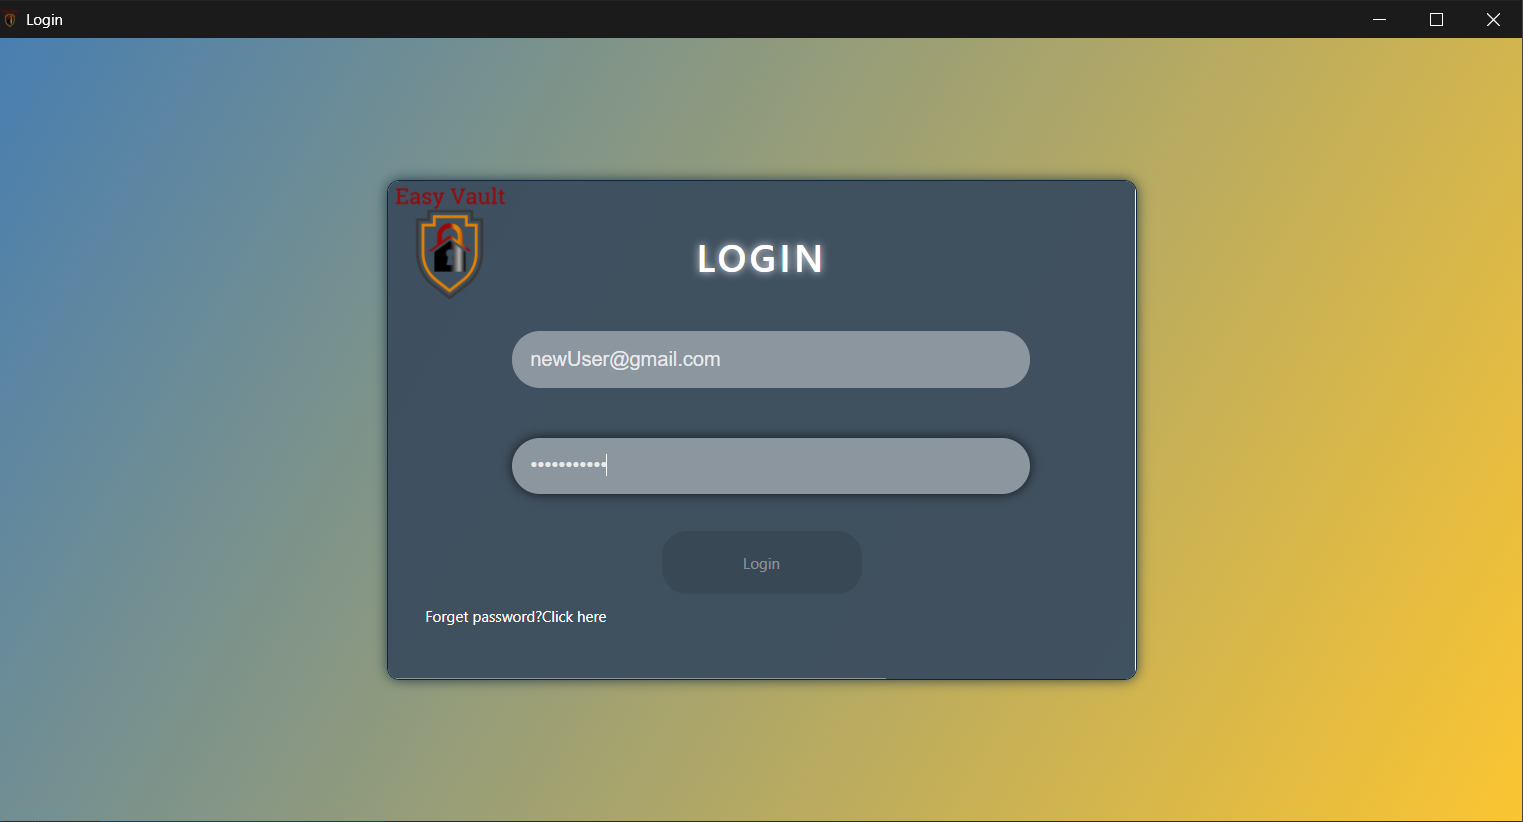 Login
Easy Vault
LOGIN
newUser@gmail.com
•••••••••••
Login
Forget password?Click here